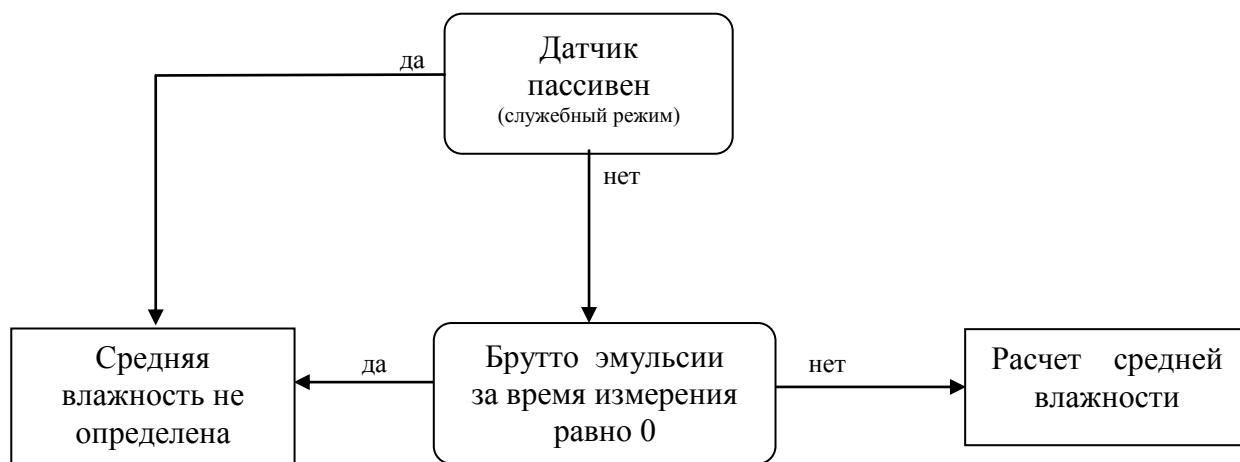 Датчик
пассивен
(служебный режим)
да
нет
Средняя
влажность не
определена
да
Брутто эмульсии
за время измерения
равно 0
нет
Расчет средней
влажности